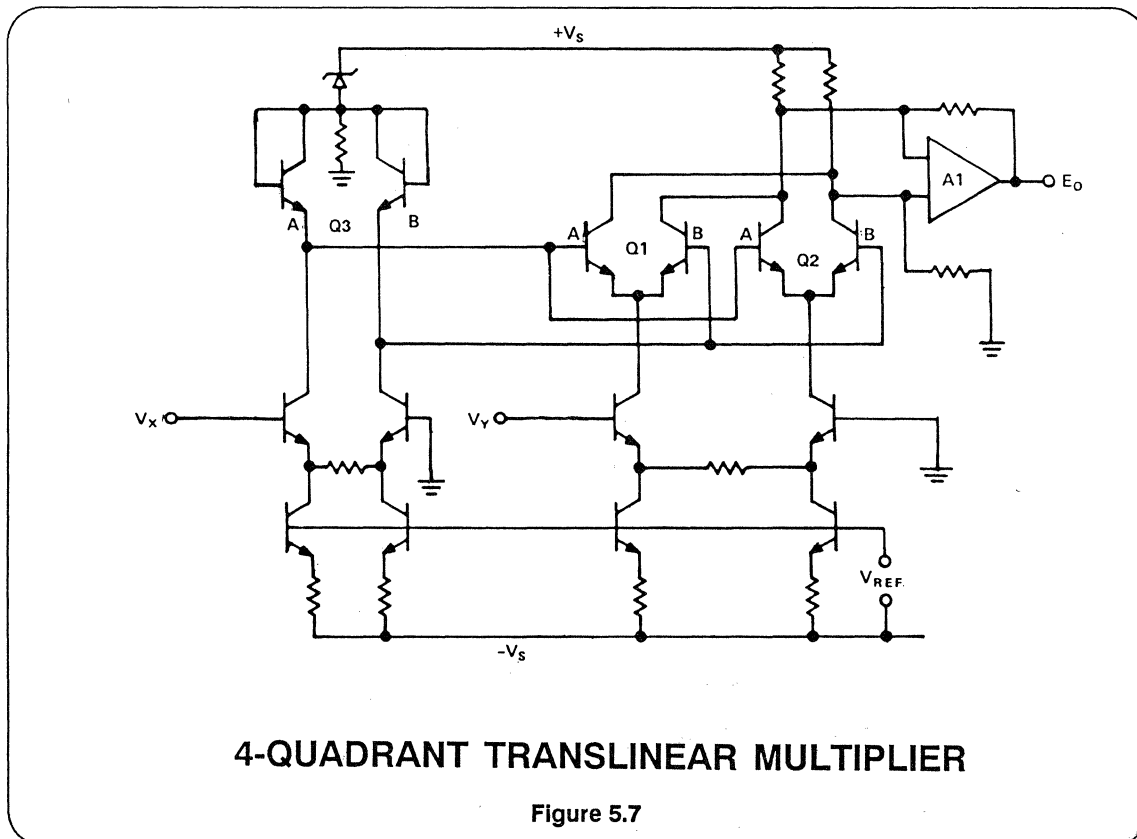 +VS
A Q3 B
A Q1 B
A Q2 B
A1
EO
VX
VY
VREF.
-VS
4-QUADRANT TRANSLINEAR MULTIPLIER
Figure 5.7